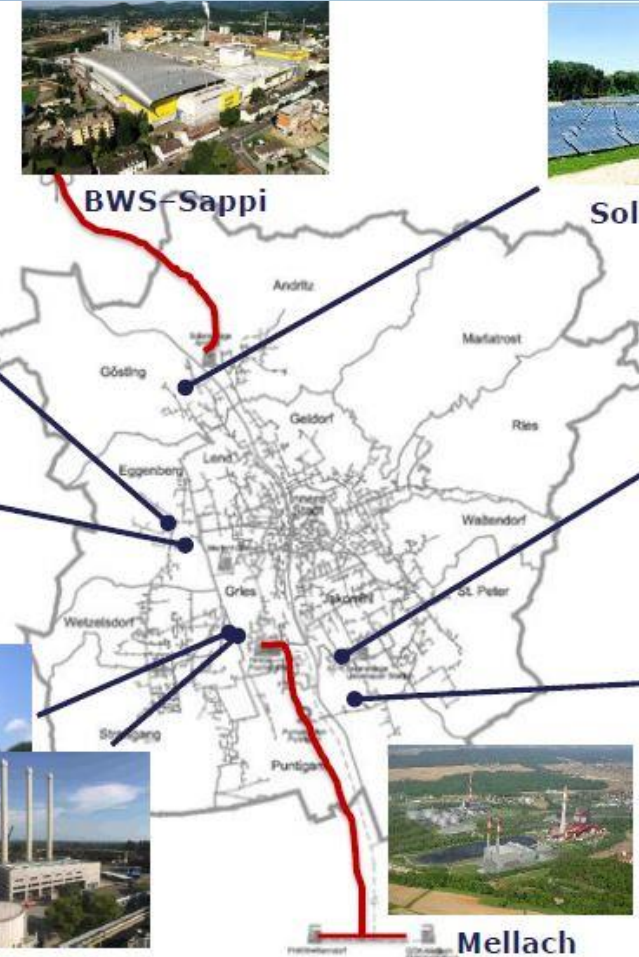 BWS–Sappi
Sol
Andritz
Mariatrost
Gösting
Geidorf
Ries
Lend
Eggenberg
Innere
Stadt
Waltendorf
Gries
Jakomini
St. Peter
Wetzelsdorf
Straßgang
Puntigam
Mellach